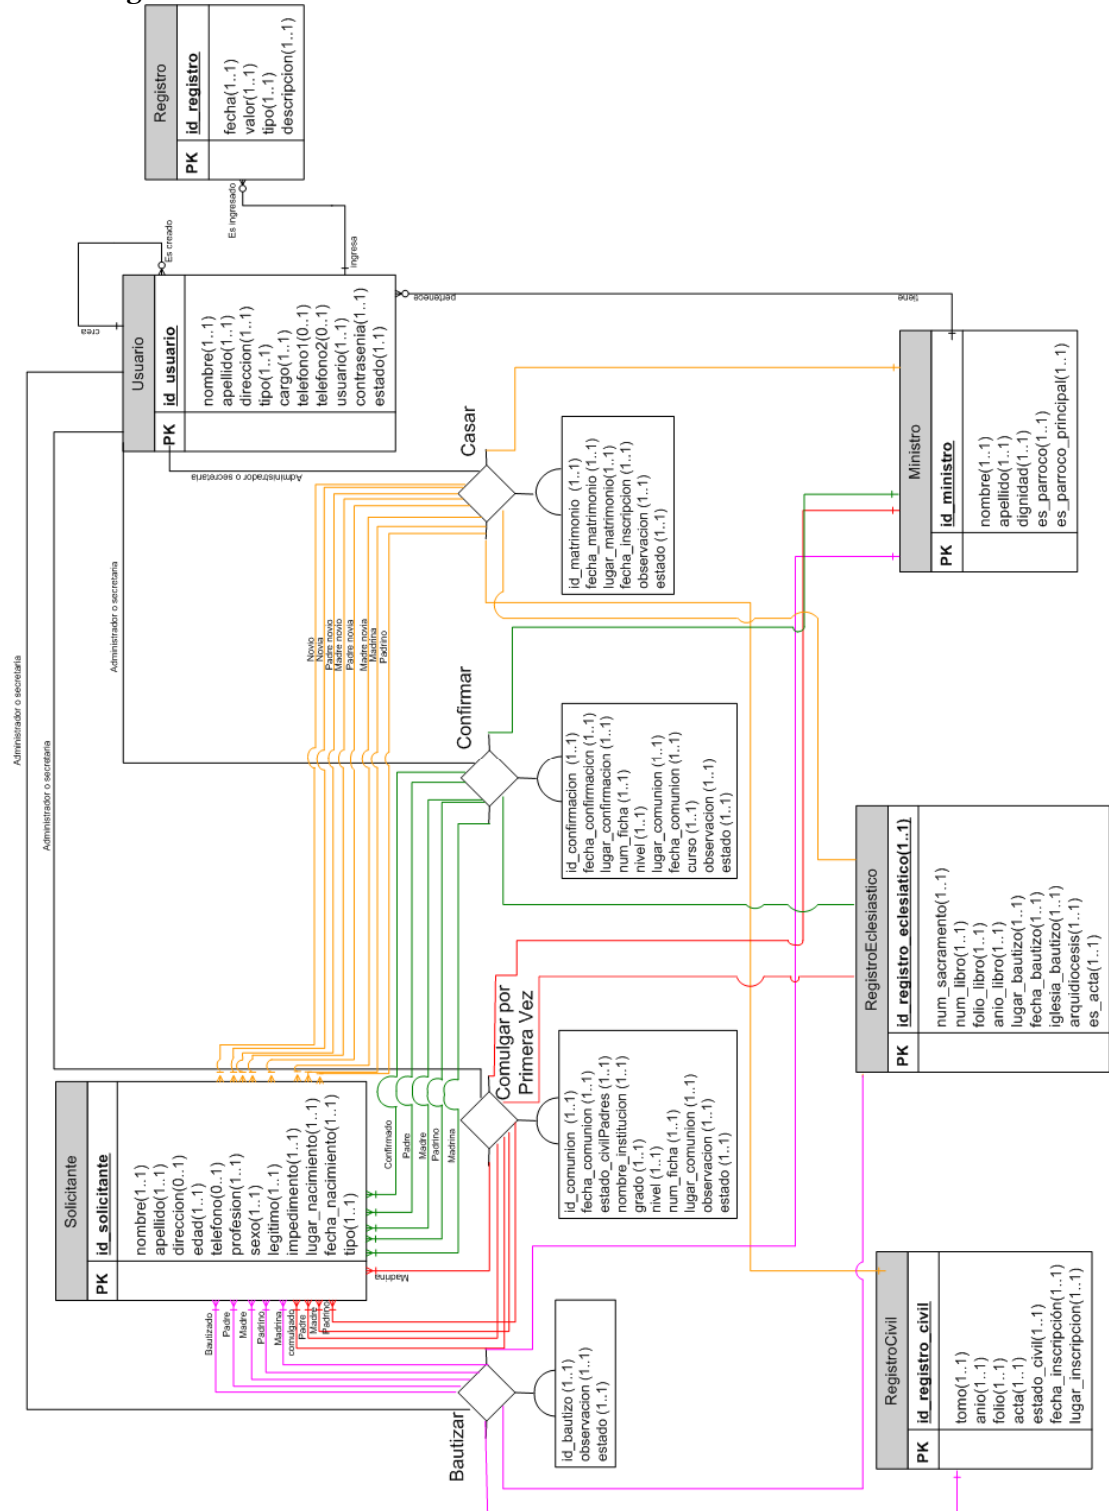 Registro
PK id_registro
fecha(1..1)
valor(1..1)
tipo(1..1)
descripcion(1..1)
Es ingresado
ingresa
Es creado
crea
Usuario
PK id_usuario
nombre(1..1)
apellido(1..1)
direccion(1..1)
tipo(1..1)
cargo(1..1)
telefono1(0..1)
telefono2(0..1)
usuario(1..1)
contrasenia(1..1)
estado(1.1)
pertenece
tiene
Administrador o secretaria
Administrador o secretaria
Administrador o secretaria
Administrador o secretaria
Ministro
PK id_ministro
nombre(1..1)
apellido(1..1)
dignidad(1..1)
es_parroco(1..1)
es_parroco_principal(1..1)
Casar
id_matrimonio (1..1)
fecha_matrimonio (1..1)
lugar_matrimonio(1..1)
fecha_inscripcion (1..1)
observacion (1..1)
estado (1..1)
Novio
Novia
Padre novio
Madre novio
Padre novia
Madre novia
Madrina
Padrino
Confirmar
id_confirmacion (1..1)
fecha_confirmacion (1..1)
lugar_confirmacion (1..1)
num_ficha (1..1)
nivel (1..1)
lugar_comunion (1..1)
fecha_comunion (1..1)
curso (1..1)
observacion (1..1)
estado (1..1)
Confirmado
Padre
Madre
Padrino
Madrina
RegistroEclesiastico
PK id_registro_eclesiatico(1..1)
num_sacramento(1..1)
num_libro(1..1)
folio_libro(1..1)
anio_libro(1..1)
lugar_bautizo(1..1)
fecha_bautizo(1..1)
iglesia_bautizo(1..1)
arquidiocesis(1..1)
es_acta(1..1)
Comulgar por
Primera Vez
id_comunion (1..1)
fecha_comunion (1..1)
estado_civilPadres (1..1)
nombre_institucion (1..1)
grado (1..1)
nivel (1..1)
num_ficha (1..1)
lugar_comunion (1..1)
observacion (1..1)
estado (1..1)
Solicitante
PK id_solicitante
nombre(1..1)
apellido(1..1)
direccion(0..1)
edad(1..1)
telefono(0..1)
profesion(1..1)
sexo(1..1)
legitimo(1..1)
impedimento(1..1)
lugar_nacimiento(1..1)
fecha_nacimiento(1..1)
tipo(1..1)
Madrina
Bautizado
Padre
Madre
Padrino
Madrina
comulgado
Padre
Madre
Padrino
Bautizar
id_bautizo (1..1)
observacion (1..1)
estado (1..1)
RegistroCivil
PK id_registro_civil
tomo(1..1)
anio(1..1)
folio(1..1)
acta(1..1)
estado_civil(1..1)
fecha_inscripción(1..1)
lugar_inscripcion(1..1)